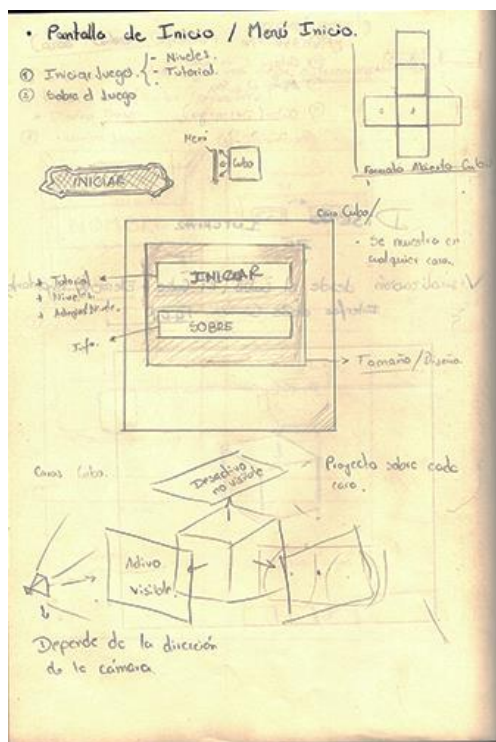 • Pantalla de Inicio / Menú Inicio.
① Iniciar Juego. { - Niveles.
- Tutorial.
② Sobre el Juego
Menú
Cubo
INICIAR
Formato Abierto Cubo.
Cara Cubo/
• Se muestra en
cualquier cara.
INICIAR
+ Tutorial
+ Niveles.
SOBRE
Info.
Tamaño / Diseño
Caras Cubo.
Desactivo
no visible
Proyecta sobre cada
cara.
Activo
visible.
Depende de la dirección
de la cámara.